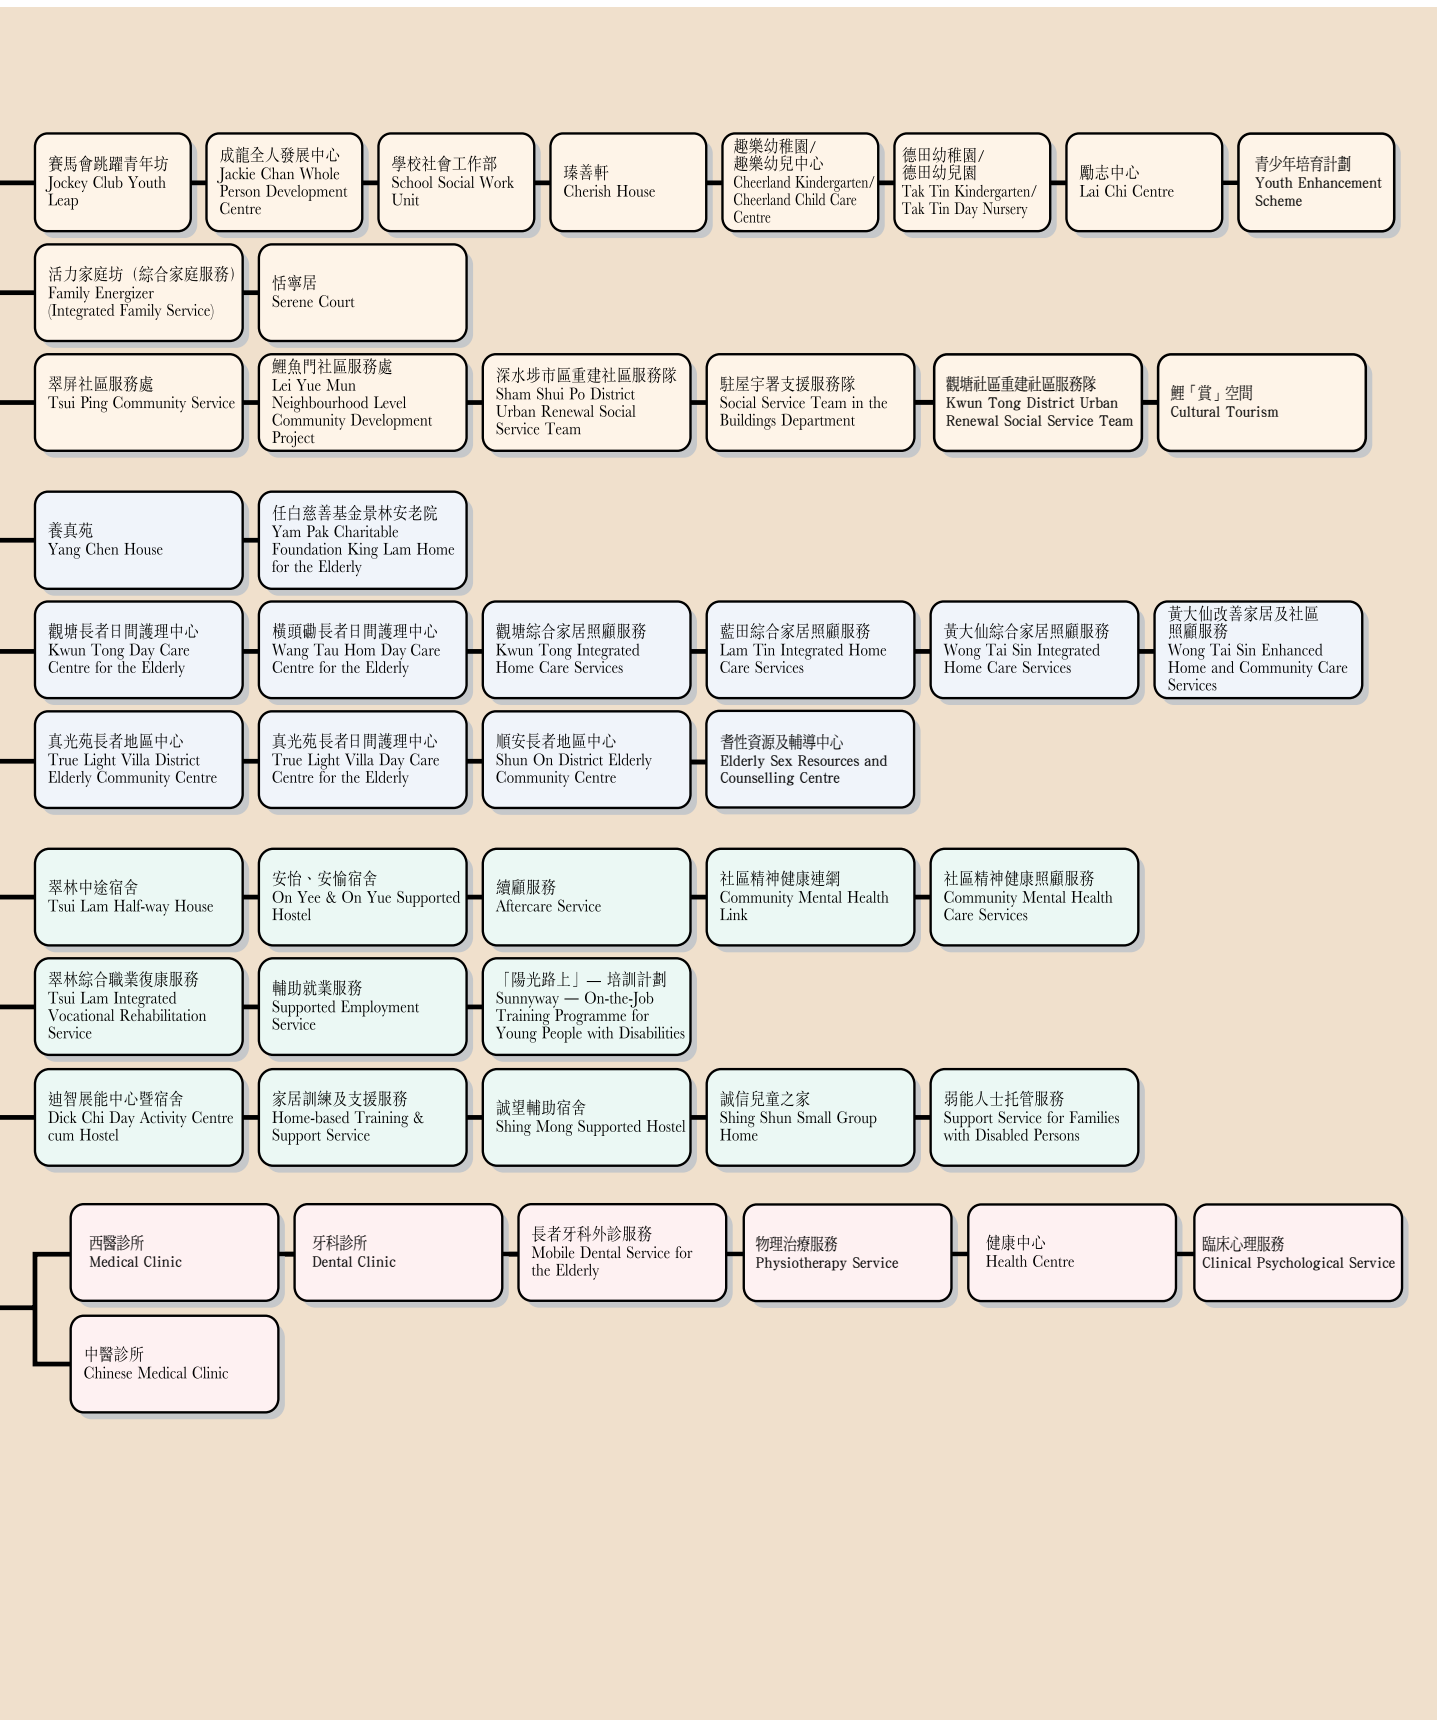 賽馬會跳躍青年坊
Jockey Club Youth
Leap
成龍全人發展中心
Jackie Chan Whole
Person Development
Centre
學校社會工作部
School Social Work
Unit
瑧善軒
Cherish House
趣樂幼稚園/
趣樂幼兒中心
Cheerland Kindergarten/
Cheerland Child Care
Centre
德田幼稚園/
德田幼兒園
Tak Tin Kindergarten/
Tak Tin Day Nursery
勵志中心
Lai Chi Centre
青少年培育計劃
Youth Enhancement
Scheme
活力家庭坊（綜合家庭服務）
Family Energizer
(Integrated Family Service)
恬寧居
Serene Court
翠屏社區服務處
Tsui Ping Community Service
鯉魚門社區服務處
Lei Yue Mun
Neighbourhood Level
Community Development
Project
深水埗市區重建社區服務隊
Sham Shui Po District
Urban Renewal Social
Service Team
駐屋宇署支援服務隊
Social Service Team in the
Buildings Department
觀塘社區重建社區服務隊
Kwun Tong District Urban
Renewal Social Service Team
鯉「賞」空間
Cultural Tourism
養真苑
Yang Chen House
任白慈善基金景林安老院
Yam Pak Charitable
Foundation King Lam Home
for the Elderly
觀塘長者日間護理中心
Kwun Tong Day Care
Centre for the Elderly
橫頭磡長者日間護理中心
Wang Tau Hom Day Care
Centre for the Elderly
觀塘綜合家居照顧服務
Kwun Tong Integrated
Home Care Services
藍田綜合家居照顧服務
Lam Tin Integrated Home
Care Services
黃大仙綜合家居照顧服務
Wong Tai Sin Integrated
Home Care Services
黃大仙改善家居及社區
照顧服務
Wong Tai Sin Enhanced
Home and Community Care
Services
真光苑長者地區中心
True Light Villa District
Elderly Community Centre
真光苑長者日間護理中心
True Light Villa Day Care
Centre for the Elderly
順安長者地區中心
Shun On District Elderly
Community Centre
耆性資源及輔導中心
Elderly Sex Resources and
Counselling Centre
翠林中途宿舍
Tsui Lam Half-way House
安怡、安愉宿舍
On Yee & On Yue Supported
Hostel
續顧服務
Aftercare Service
社區精神健康連網
Community Mental Health
Link
社區精神健康照顧服務
Community Mental Health
Care Services
翠林綜合職業復康服務
Tsui Lam Integrated
Vocational Rehabilitation
Service
輔助就業服務
Supported Employment
Service
「陽光路上」— 培訓計劃
Sunnyway — On-the-Job
Training Programme for
Young People with Disabilities
迪智展能中心暨宿舍
Dick Chi Day Activity Centre
cum Hostel
家居訓練及支援服務
Home-based Training &
Support Service
誠望輔助宿舍
Shing Mong Supported Hostel
誠信兒童之家
Shing Shun Small Group
Home
弱能人士托管服務
Support Service for Families
with Disabled Persons
西醫診所
Medical Clinic
牙科診所
Dental Clinic
長者牙科外診服務
Mobile Dental Service for
the Elderly
物理治療服務
Physiotherapy Service
健康中心
Health Centre
臨床心理服務
Clinical Psychological Service
中醫診所
Chinese Medical Clinic